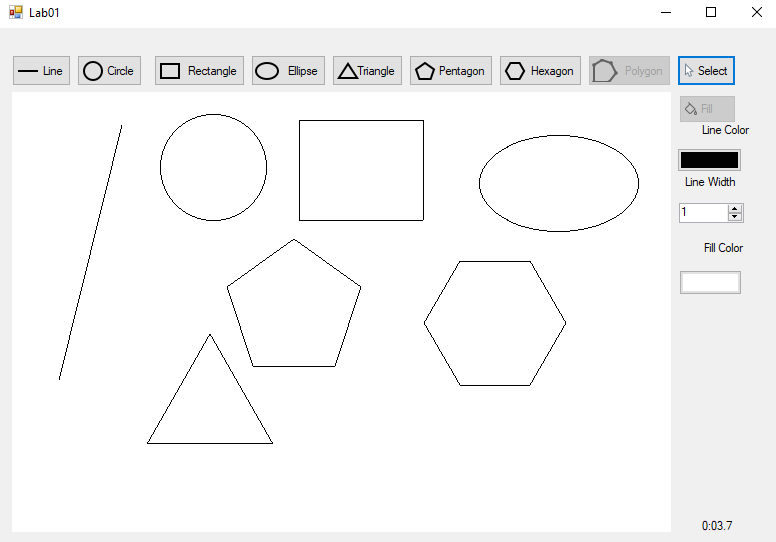 Lab01
Line Circle Rectangle Ellipse Triangle Pentagon Hexagon Polygon Select
Fill
Line Color
Line Width
1
Fill Color
0:03.7